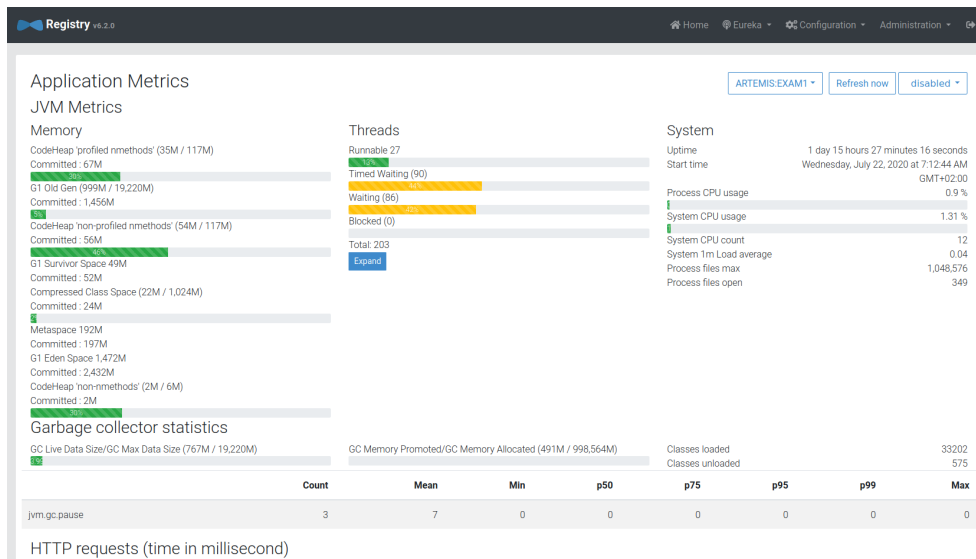 Registry v6.2.0
Home Eureka Configuration Administration
Application Metrics
ARTEMIS:EXAM1 Refresh now disabled
JVM Metrics
Memory
CodeHeap 'profiled nmethods' (35M / 117M)
Committed : 67M
30%
G1 Old Gen (999M / 19,220M)
Committed : 1,456M
5%
CodeHeap 'non-profiled nmethods' (54M / 117M)
Committed : 56M
46%
G1 Survivor Space 49M
Committed : 52M
Compressed Class Space (22M / 1,024M)
Committed : 24M
Metaspace 192M
Committed : 197M
G1 Eden Space 1,472M
Committed : 2,432M
CodeHeap 'non-nmethods' (2M / 6M)
Committed : 2M
30%
Threads
Runnable 27
13%
Timed Waiting (90)
44%
Waiting (86)
42%
Blocked (0)
Total: 203
Expand
System
Uptime 1 day 15 hours 27 minutes 16 seconds
Start time Wednesday, July 22, 2020 at 7:12:44 AM
GMT+02:00
Process CPU usage 0.9 %
System CPU usage 1.31 %
System CPU count 12
System 1m Load average 0.04
Process files max 1,048,576
Process files open 349
Garbage collector statistics
GC Live Data Size/GC Max Data Size (767M / 19,220M)
GC Memory Promoted/GC Memory Allocated (491M / 998,564M)
Classes loaded 33202
Classes unloaded 575
Count Mean Min p50 p75 p95 p99 Max
jvm.gc.pause 3 7 0 0 0 0 0 0
HTTP requests (time in millisecond)